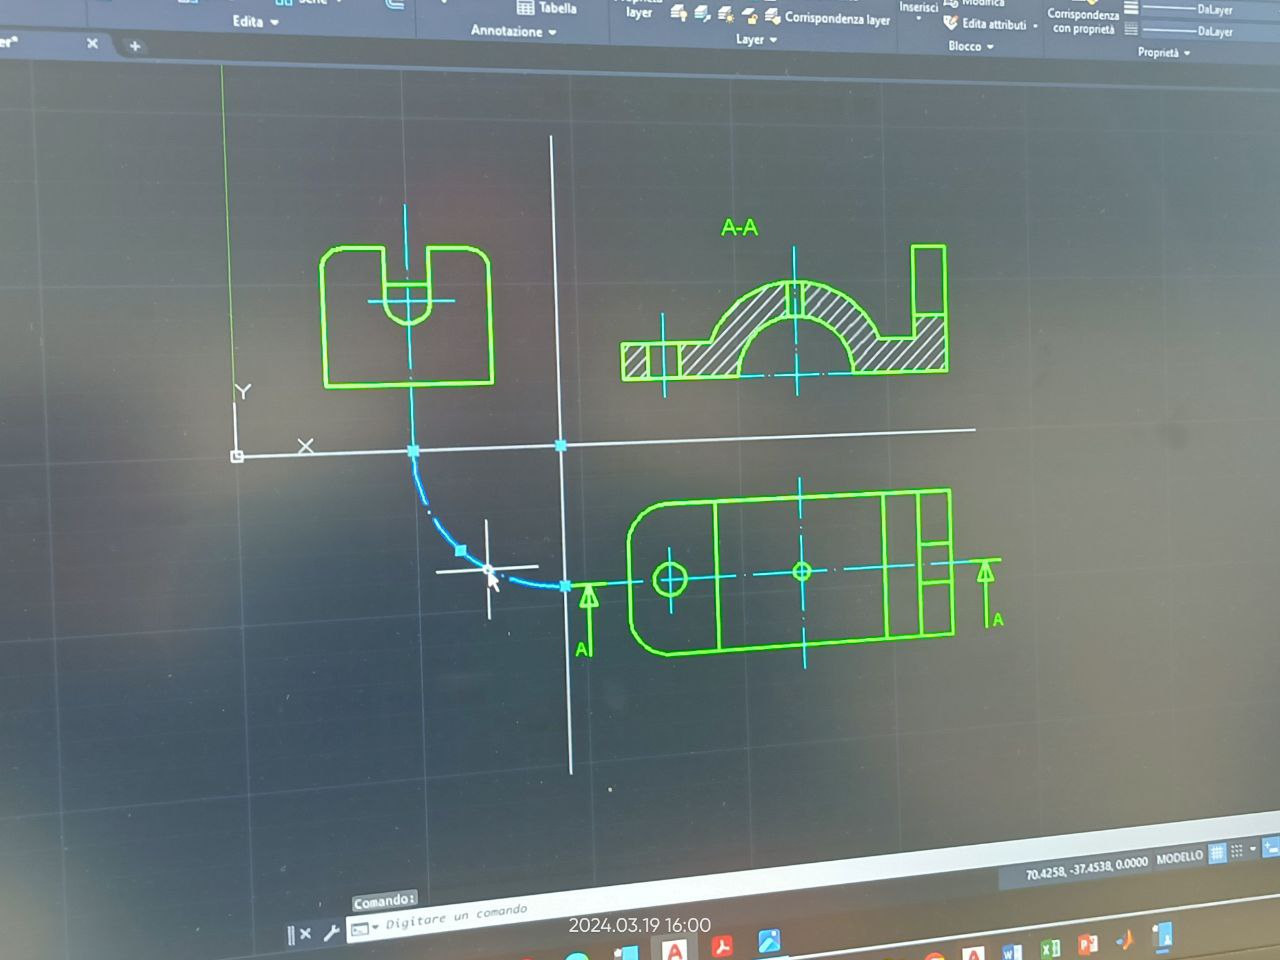 Edita
Tabella
Annotazione
layer
Corrispondenza layer
Layer
Inserisci
Modifica
Edita attributi
Blocco
Corrispondenza
con proprietà
DaLayer
DaLayer
Proprietà
A-A
Y
X
A
A
70.4258, -37.4538, 0.0000 MODELLO
Comando:
Digitare un comando
2024.03.19 16:00